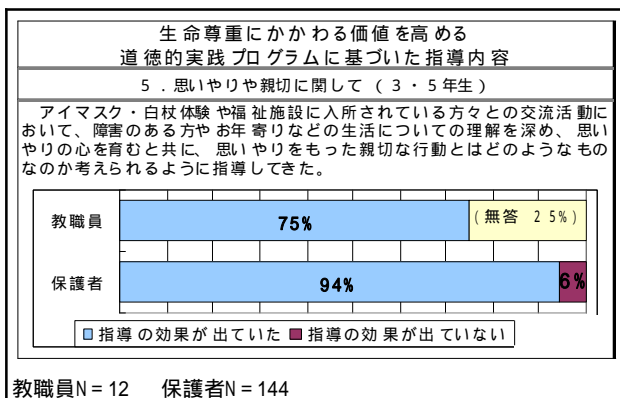 生命尊重にかかわる価値を高める
道徳的実践プログラムに基づいた指導内容
5．思いやりや親切に関して（3・5年生）
アイマスク・白杖体験や福祉施設に入所されている方々との交流活動に
おいて、障害のある方やお年寄りなどの生活についての理解を深め、思い
やりの心を育むと共に、思いやりをもった親切な行動とはどのようなもの
なのか考えられるように指導してきた。
教職員 75% （無答 25%）
保護者 94% 6%
指導の効果が出ていた 指導の効果が出ていない
教職員N＝12 保護者N＝144